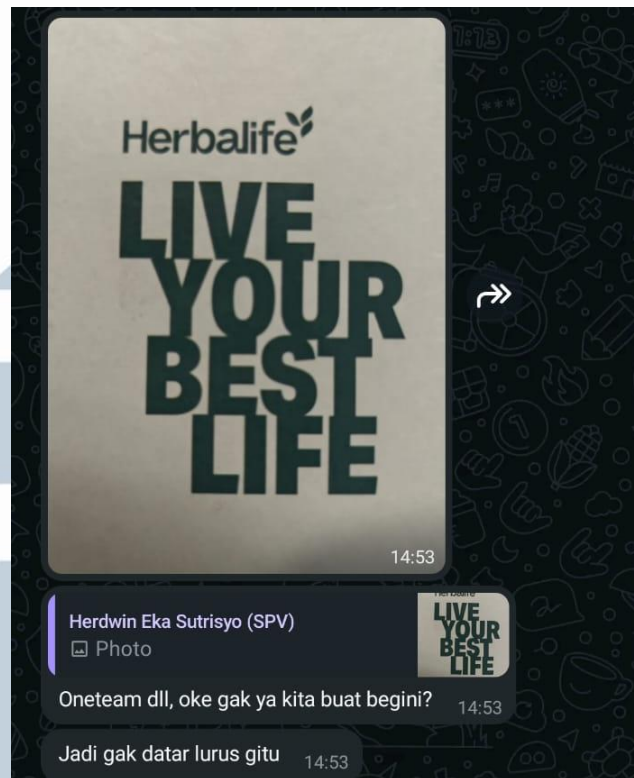 Herbalife
LIVE
YOUR
BEST
LIFE
14:53
Herdwin Eka Sutrisyo (SPV)
Photo
Herbalife
LIVE
YOUR
BEST
LIFE
Oneteam dll, oke gak ya kita buat begini?
14:53
Jadi gak datar lurus gitu
14:53